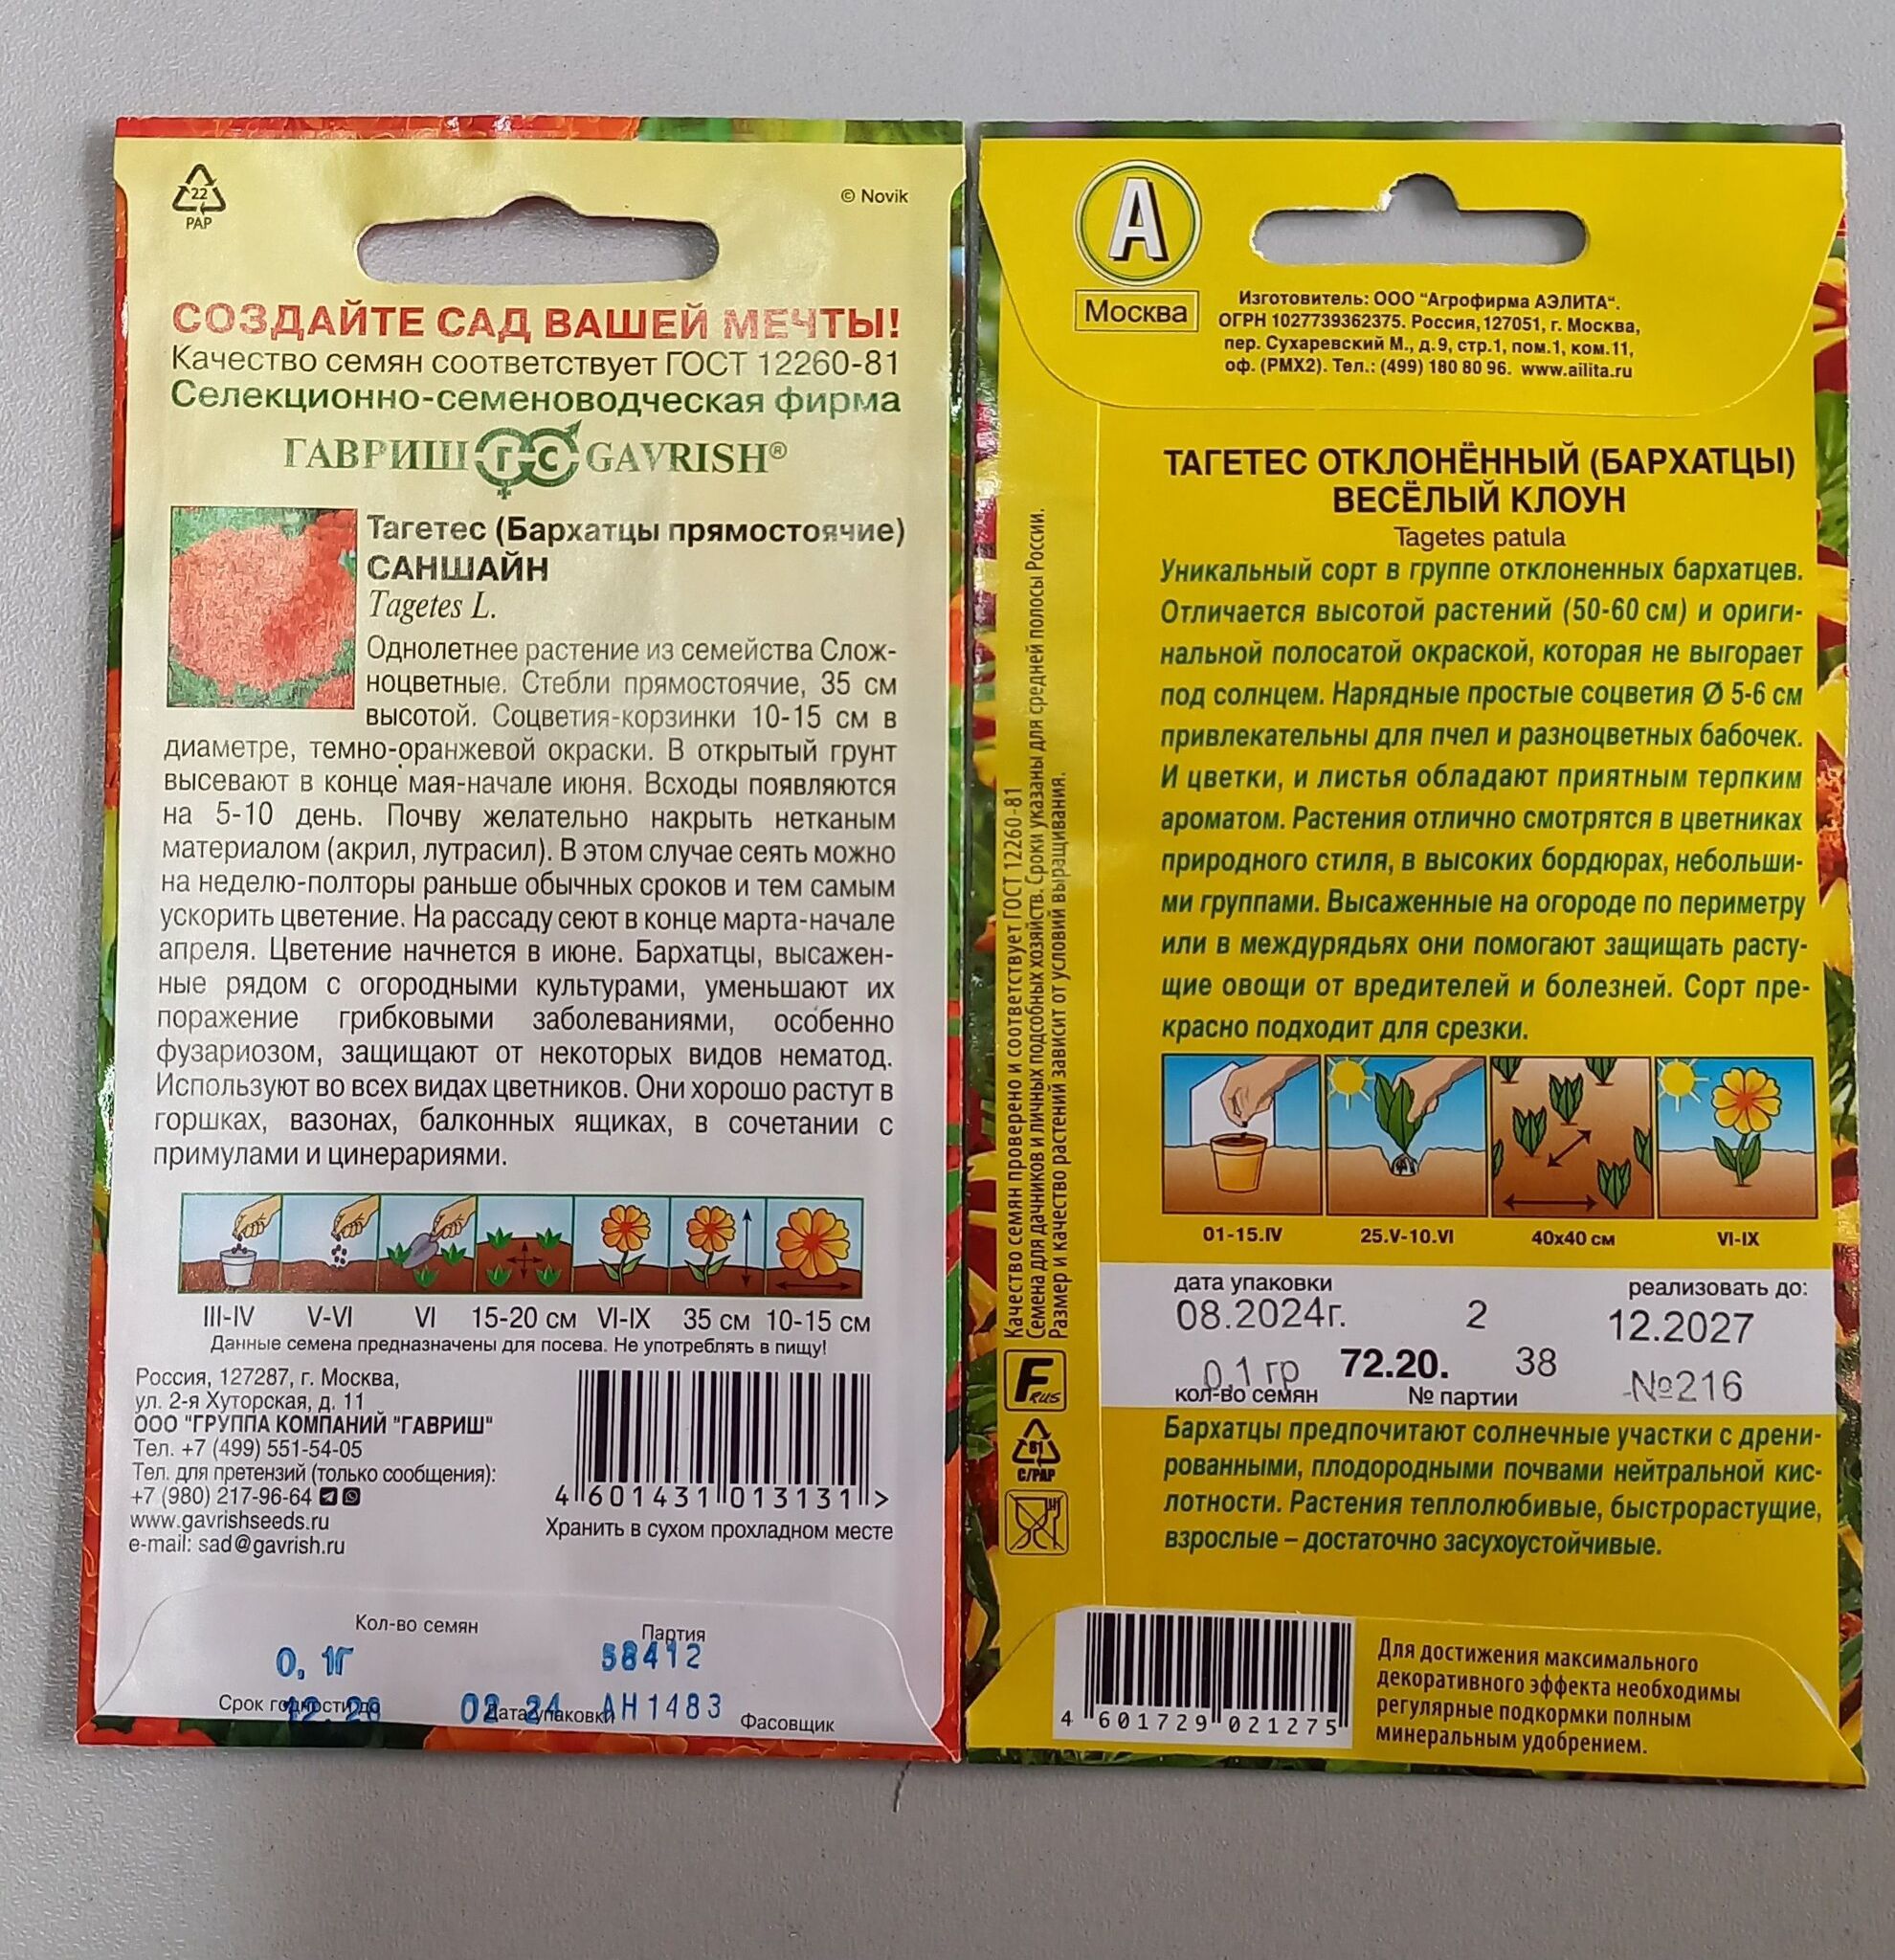 22
PAP
© Novik
СОЗДАЙТЕ САД ВАШЕЙ МЕЧТЫ!
Качество семян соответствует ГОСТ 12260-81
Селекционно-семеноводческая фирма
ГАВРИШ ГС GAVRISH®
Тагетес (Бархатцы прямостоячие)
САНШАЙН
Tagetes L.
Однолетнее растение из семейства Слож-
ноцветные. Стебли прямостоячие, 35 см
высотой. Соцветия-корзинки 10-15 см в
диаметре, темно-оранжевой окраски. В открытый грунт
высевают в конце мая-начале июня. Всходы появляются
на 5-10 день. Почву желательно накрыть нетканым
материалом (акрил, лутрасил). В этом случае сеять можно
на неделю-полторы раньше обычных сроков и тем самым
ускорить цветение. На рассаду сеют в конце марта-начале
апреля. Цветение начнется в июне. Бархатцы, высажен-
ные рядом с огородными культурами, уменьшают их
поражение грибковыми заболеваниями, особенно
фузариозом, защищают от некоторых видов нематод.
Используют во всех видах цветников. Они хорошо растут в
горшках, вазонах, балконных ящиках, в сочетании с
примулами и цинерариями.
III-IV V-VI VI 15-20 см VI-IX 35 см 10-15 см
Данные семена предназначены для посева. Не употреблять в пищу!
Россия, 127287, г. Москва,
ул. 2-я Хуторская, д. 11
ООО "ГРУППА КОМПАНИЙ "ГАВРИШ"
Тел. +7 (499) 551-54-05
Тел. для претензий (только сообщения):
+7 (980) 217-96-64
www.gavrishseeds.ru
e-mail: sad@gavrish.ru
4 601431 013131 >
Хранить в сухом прохладном месте
Кол-во семян
Партия
0,1г
68412
Срок годности до
Дата упаковки
02.24
АН1483
Фасовщик
А
Москва
Изготовитель: ООО "Агрофирма АЭЛИТА".
ОГРН 1027739362375. Россия, 127051, г. Москва,
пер. Сухаревский М., д.9, стр.1, пом.1, ком.11,
оф. (РМХ2). Тел.: (499) 180 80 96. www.ailita.ru
ТАГЕТЕС ОТКЛОНЁННЫЙ (БАРХАТЦЫ)
ВЕСЁЛЫЙ КЛОУН
Tagetes patula
Уникальный сорт в группе отклоненных бархатцев.
Отличается высотой растений (50-60 см) и ориги-
нальной полосатой окраской, которая не выгорает
под солнцем. Нарядные простые соцветия Ø 5-6 см
привлекательны для пчел и разноцветных бабочек.
И цветки, и листья обладают приятным терпким
ароматом. Растения отлично смотрятся в цветниках
природного стиля, в высоких бордюрах, небольши-
ми группами. Высаженные на огороде по периметру
или в междурядьях они помогают защищать расту-
щие овощи от вредителей и болезней. Сорт пре-
красно подходит для срезки.
01-15.IV 25.V-10.VI 40х40 см VI-IX
дата упаковки
реализовать до:
08.2024г. 2 12.2027
0,1 гр 72.20. 38 №216
кол-во семян № партии
Бархатцы предпочитают солнечные участки с дрени-
рованными, плодородными почвами нейтральной кис-
лотности. Растения теплолюбивые, быстрорастущие,
взрослые – достаточно засухоустойчивые.
4 601729 021275
Для достижения максимального
декоративного эффекта необходимы
регулярные подкормки полным
минеральным удобрением.
Качество семян проверено и соответствует ГОСТ 12260-81
Семена для дачников и личных подсобных хозяйств. Сроки указаны для средней полосы России.
Размер и качество растений зависит от условий выращивания.
F RUS
81
C/PAP